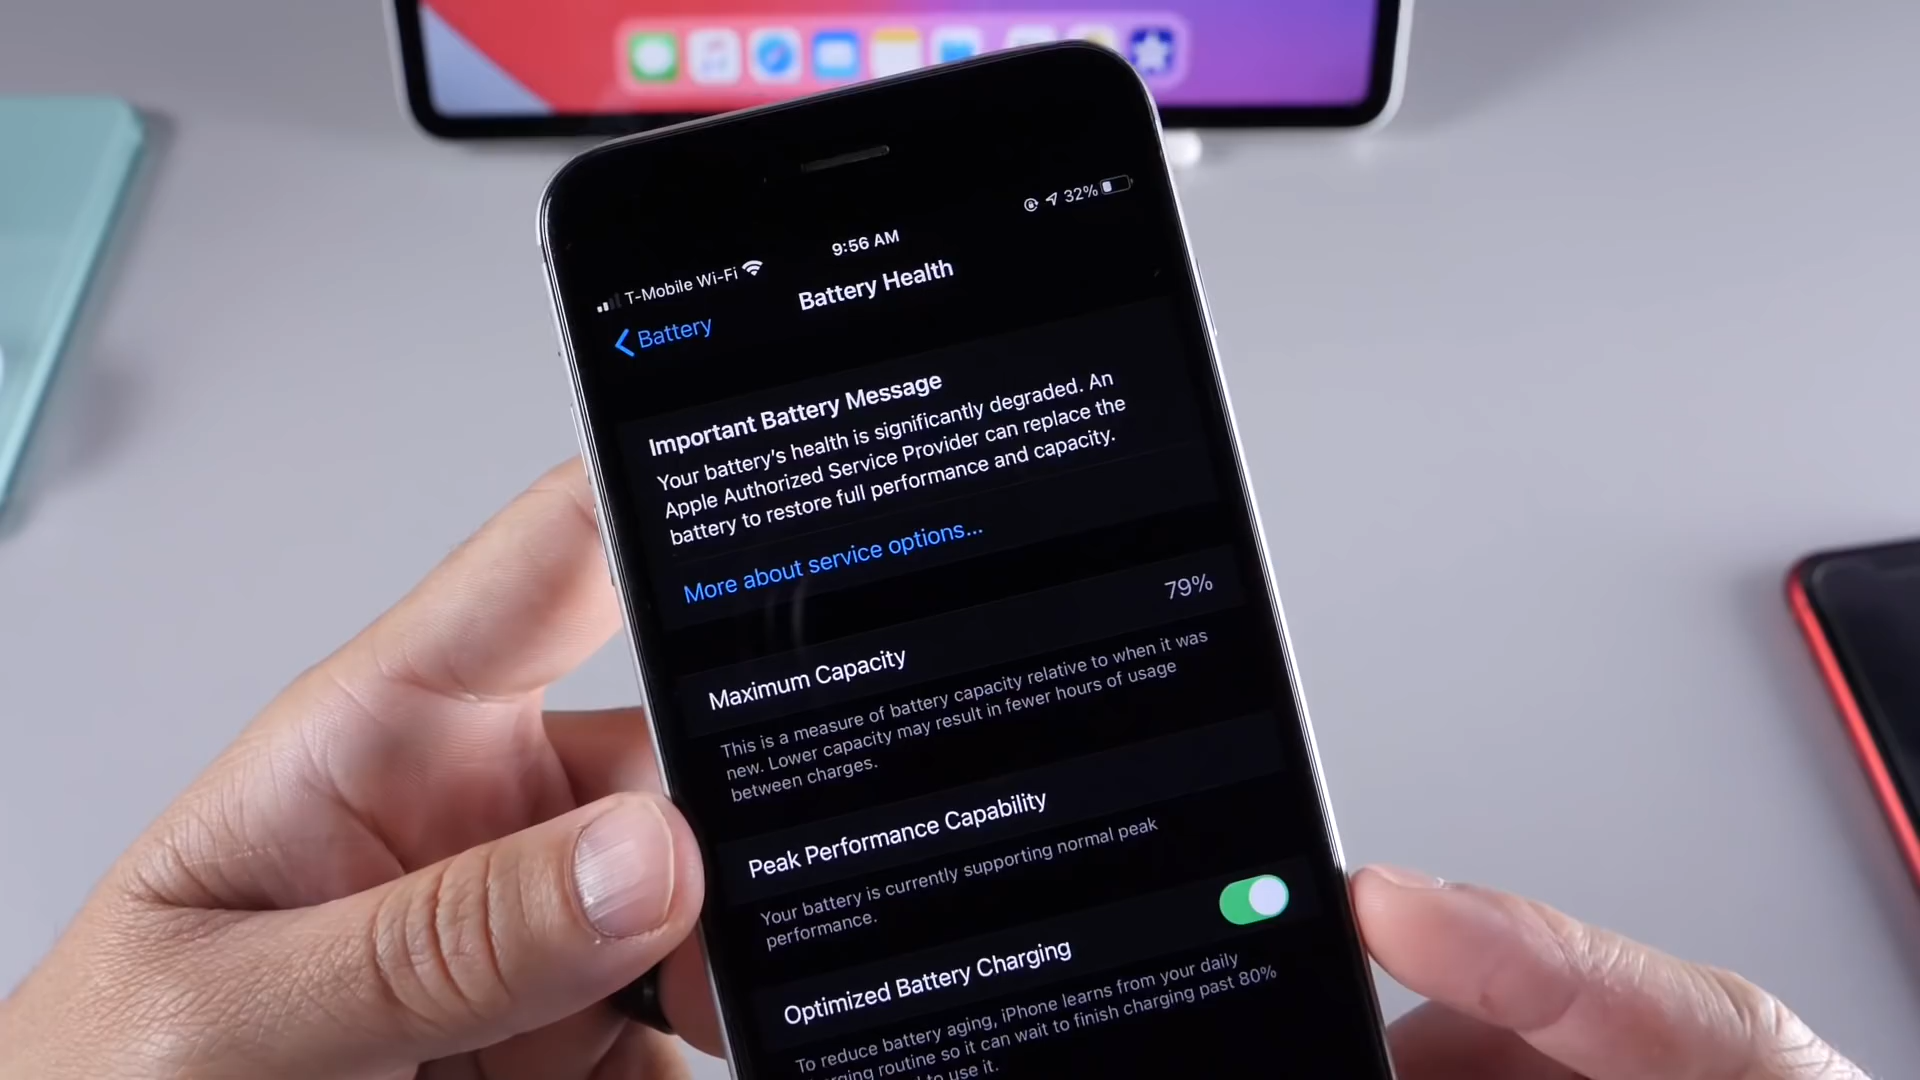 T-Mobile Wi-Fi
9:56 AM
32%
Battery
Battery Health
Important Battery Message
Your battery's health is significantly degraded. An
Apple Authorized Service Provider can replace the
battery to restore full performance and capacity.
More about service options...
Maximum Capacity
79%
This is a measure of battery capacity relative to when it was
new. Lower capacity may result in fewer hours of usage
between charges.
Peak Performance Capability
Your battery is currently supporting normal peak
performance.
Optimized Battery Charging
To reduce battery aging, iPhone learns from your daily
routine so it can wait to finish charging past 80%
to use it.